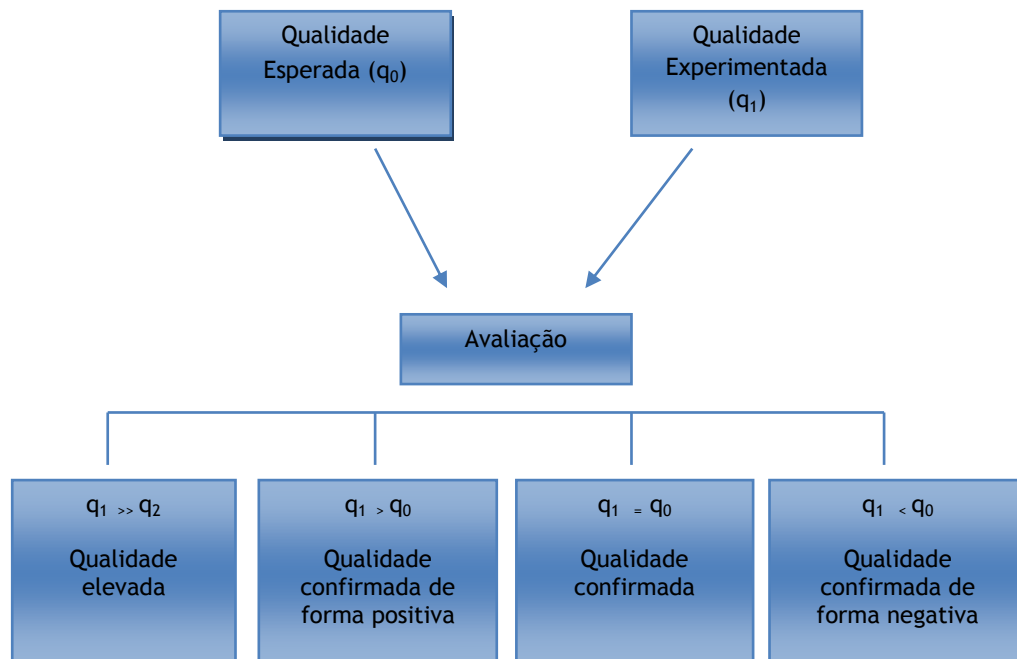 Qualidade
Esperada (q₀)
Qualidade
Experimentada
(q₁)
Avaliação
q₁ >> q₂
Qualidade
elevada
q₁ > q₀
Qualidade
confirmada de
forma positiva
q₁ = q₀
Qualidade
confirmada
q₁ < q₀
Qualidade
confirmada de
forma negativa